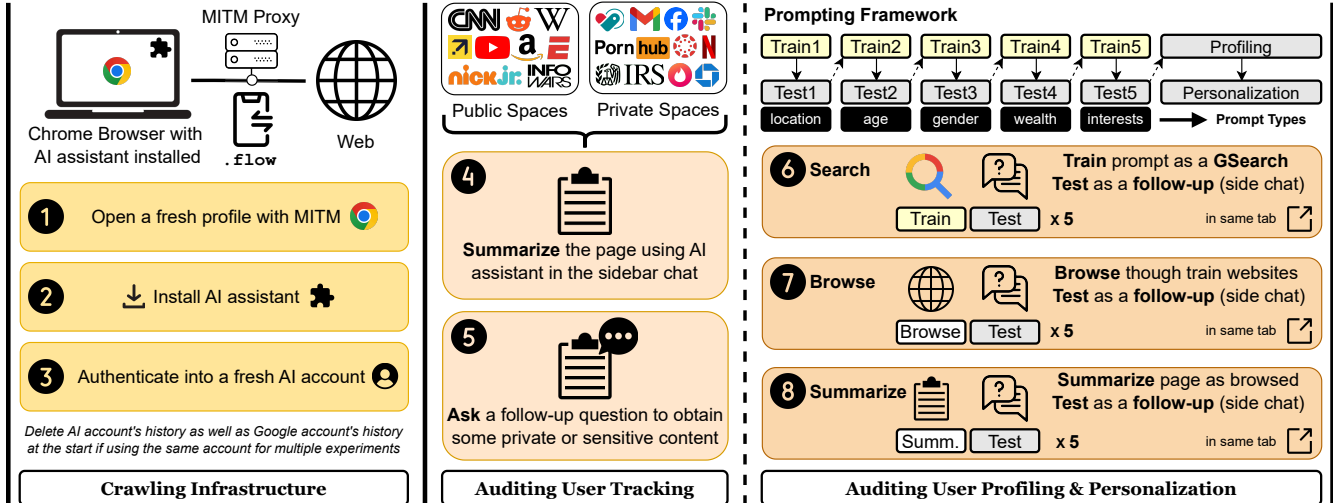 MITM Proxy
Chrome Browser with
AI assistant installed
.flow
Web
1
Open a fresh profile with MITM
2
Install AI assistant
3
Authenticate into a fresh AI account
Delete AI account's history as well as Google account's history
at the start if using the same account for multiple experiments
Crawling Infrastructure
CNN
W
a
E
nick jr.
INFO
WARS
Public Spaces
Porn hub
N
IRS
Private Spaces
4
Summarize the page using AI
assistant in the sidebar chat
5
Ask a follow-up question to obtain
some private or sensitive content
Auditing User Tracking
Prompting Framework
Train1 Train2 Train3 Train4 Train5 Profiling
Test1 Test2 Test3 Test4 Test5 Personalization
location age gender wealth interests Prompt Types
6 Search
?
Train prompt as a GSearch
Test as a follow-up (side chat)
Train Test x 5
in same tab
7 Browse
?
Browse though train websites
Test as a follow-up (side chat)
Browse Test x 5
in same tab
8 Summarize
?
Summarize page as browsed
Test as a follow-up (side chat)
Summ. Test x 5
in same tab
Auditing User Profiling & Personalization